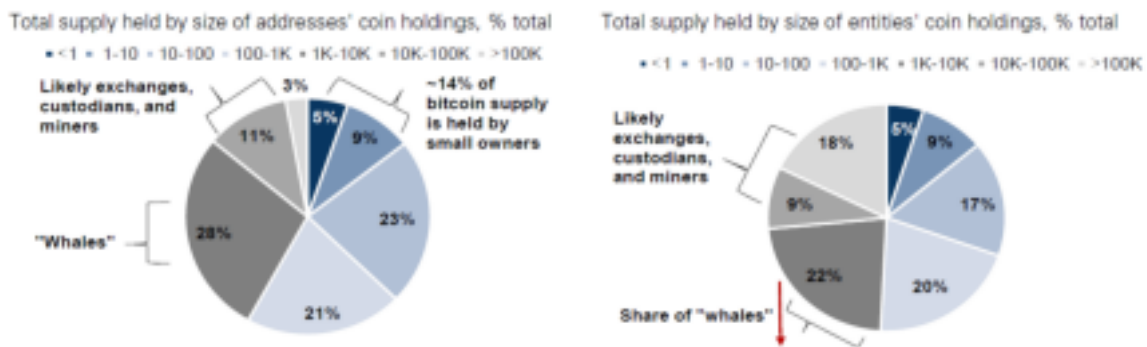 Total supply held by size of addresses' coin holdings, % total
<1 1-10 10-100 100-1K 1K-10K 10K-100K >100K
Likely exchanges,
custodians, and
miners
3%
~14% of
bitcoin supply
is held by
small owners
5%
9%
11%
23%
28%
"Whales"
21%
Total supply held by size of entities' coin holdings, % total
<1 1-10 10-100 100-1K 1K-10K 10K-100K >100K
Likely
exchanges,
custodians,
and miners
5%
9%
18%
17%
9%
22%
20%
Share of "whales"